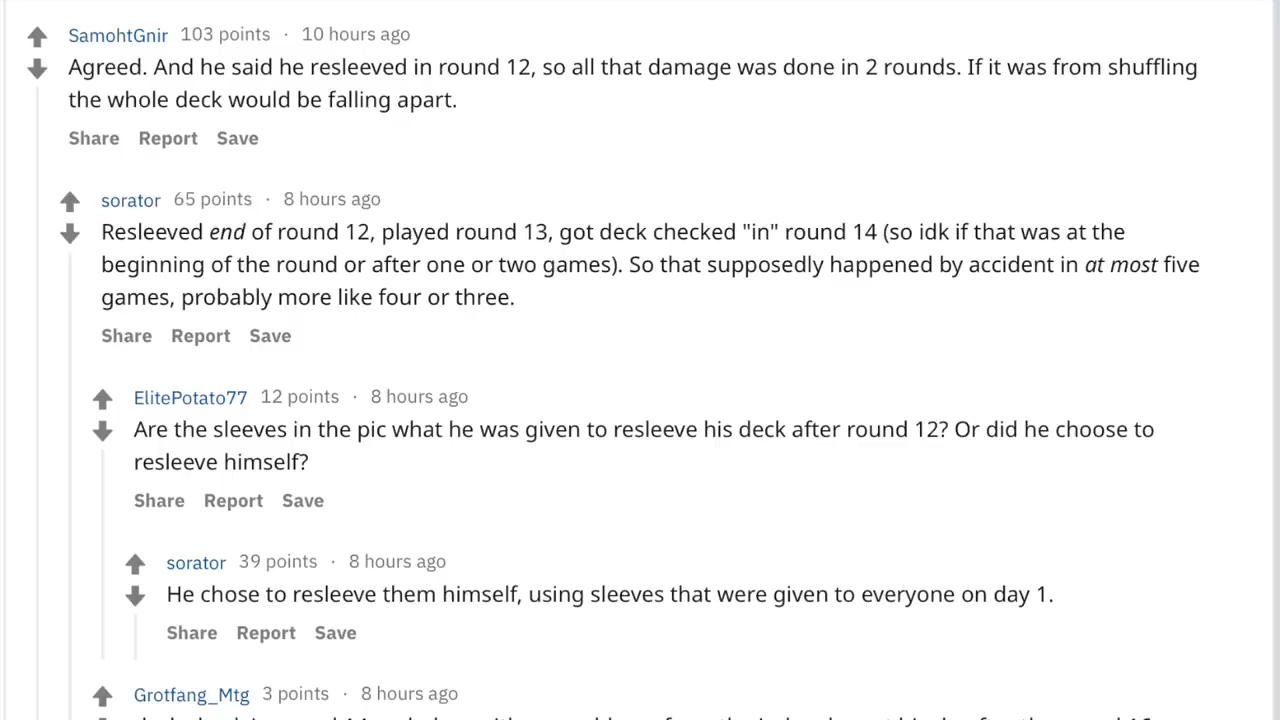 SamohtGnir 103 points · 10 hours ago
Agreed. And he said he resleeved in round 12, so all that damage was done in 2 rounds. If it was from shuffling
the whole deck would be falling apart.
Share Report Save
sorator 65 points · 8 hours ago
Resleeved end of round 12, played round 13, got deck checked "in" round 14 (so idk if that was at the
beginning of the round or after one or two games). So that supposedly happened by accident in at most five
games, probably more like four or three.
Share Report Save
ElitePotato77 12 points · 8 hours ago
Are the sleeves in the pic what he was given to resleeve his deck after round 12? Or did he choose to
resleeve himself?
Share Report Save
sorator 39 points · 8 hours ago
He chose to resleeve them himself, using sleeves that were given to everyone on day 1.
Share Report Save
Grotfang_Mtg 3 points · 8 hours ago